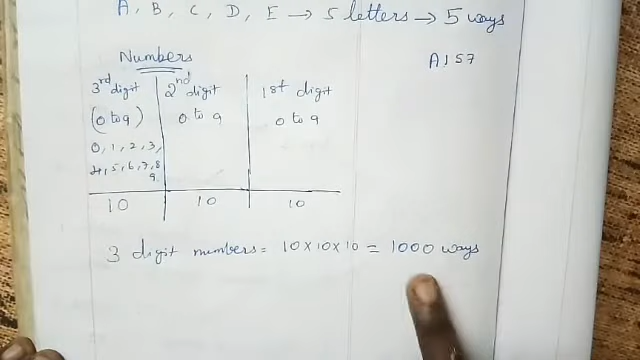 A, B, C, D, E → 5 letters → 5 ways
Numbers
A157
3rd digit 2nd digit 1st digit
(0 to 9) 0 to 9 0 to 9
0, 1, 2, 3,
4, 5, 6, 7, 8
9
10 10 10
3 digit numbers = 10 x 10 x 10 = 1000 ways